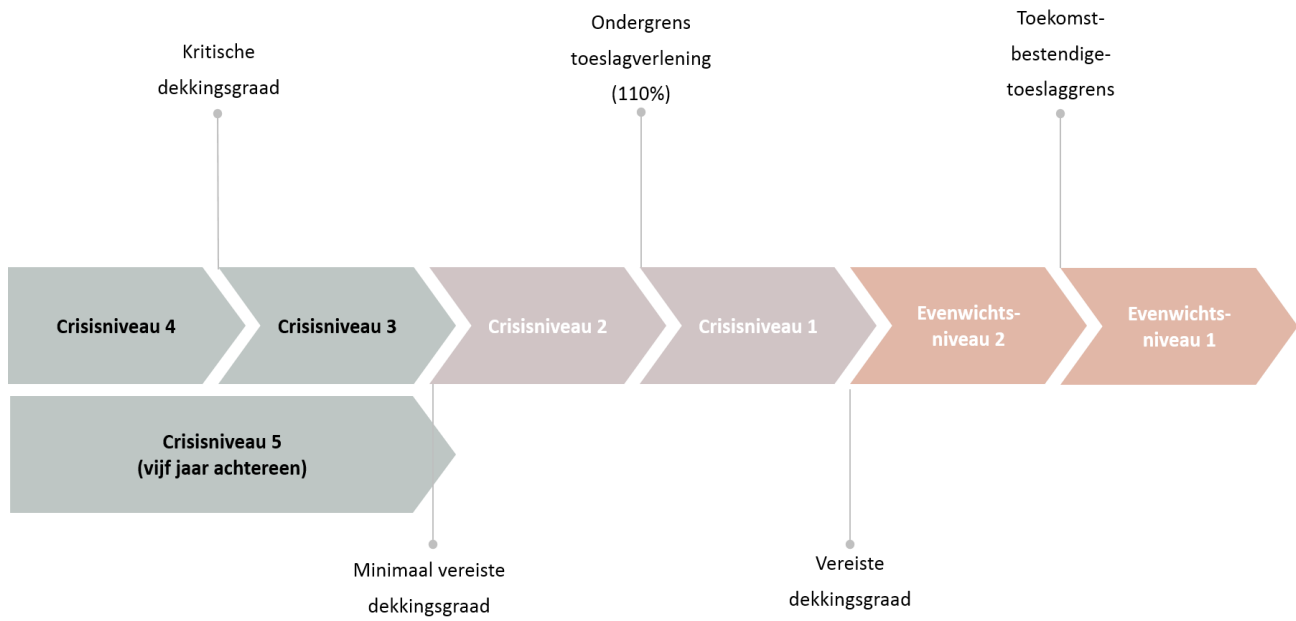 Kritische
dekkingsgraad
Ondergrens
toeslagverlening
(110%)
Toekomst-
bestendige-
toeslaggrens
Crisisniveau 4
Crisisniveau 3
Crisisniveau 2
Crisisniveau 1
Evenwichts-
niveau 2
Evenwichts-
niveau 1
Crisisniveau 5
(vijf jaar achtereen)
Minimaal vereiste
dekkingsgraad
Vereiste
dekkingsgraad